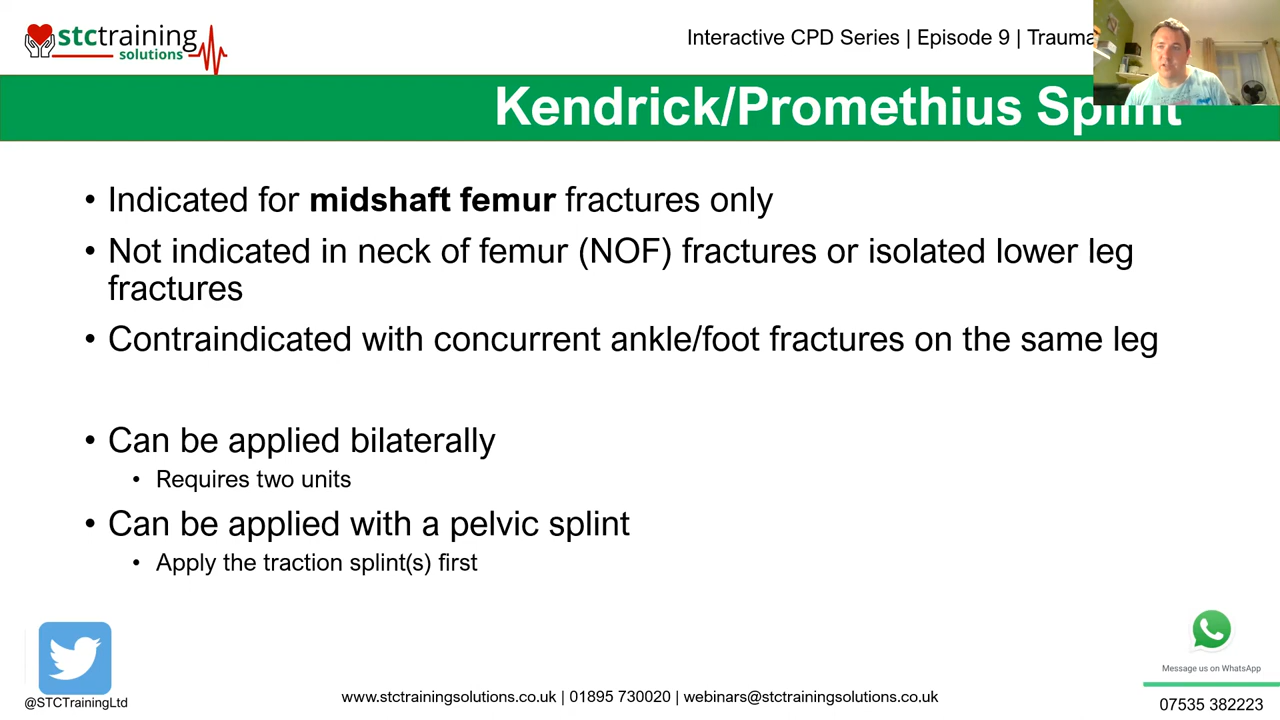 stctraining
solutions
Interactive CPD Series | Episode 9 | Trauma
Kendrick/Promethius Splint
• Indicated for midshaft femur fractures only
• Not indicated in neck of femur (NOF) fractures or isolated lower leg
fractures
• Contraindicated with concurrent ankle/foot fractures on the same leg
• Can be applied bilaterally
• Requires two units
• Can be applied with a pelvic splint
• Apply the traction splint(s) first
Message us on WhatsApp
@STCTrainingLtd
www.stctrainingsolutions.co.uk | 01895 730020 | webinars@stctrainingsolutions.co.uk
07535 382223